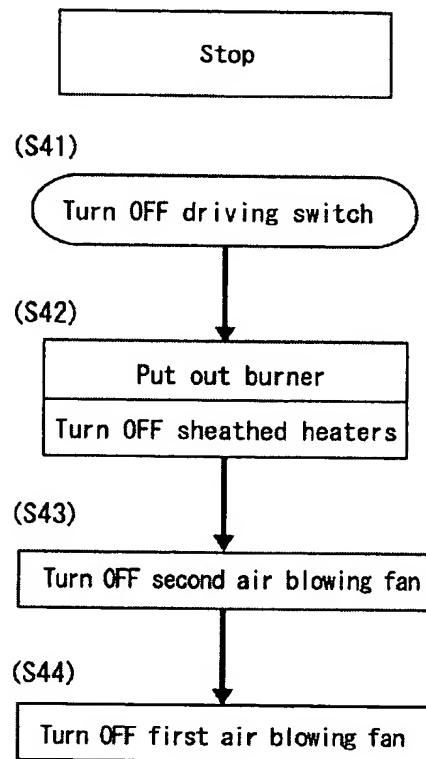 Stop
(S41)
Turn OFF driving switch
(S42)
Put out burner
Turn OFF sheathed heaters
(S43)
Turn OFF second air blowing fan
(S44)
Turn OFF first air blowing fan